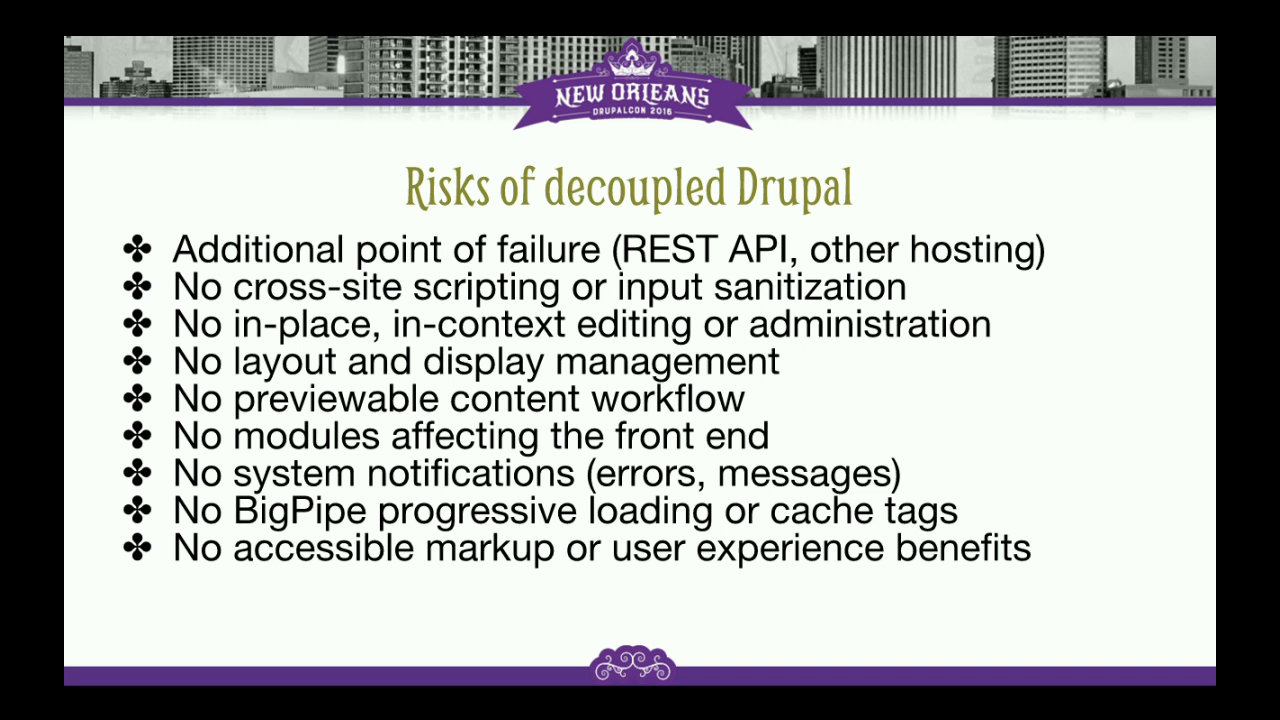 NEW ORLEANS
DRUPALCON 2016
Risks of decoupled Drupal
✤ Additional point of failure (REST API, other hosting)
✤ No cross-site scripting or input sanitization
✤ No in-place, in-context editing or administration
✤ No layout and display management
✤ No previewable content workflow
✤ No modules affecting the front end
✤ No system notifications (errors, messages)
✤ No BigPipe progressive loading or cache tags
✤ No accessible markup or user experience benefits